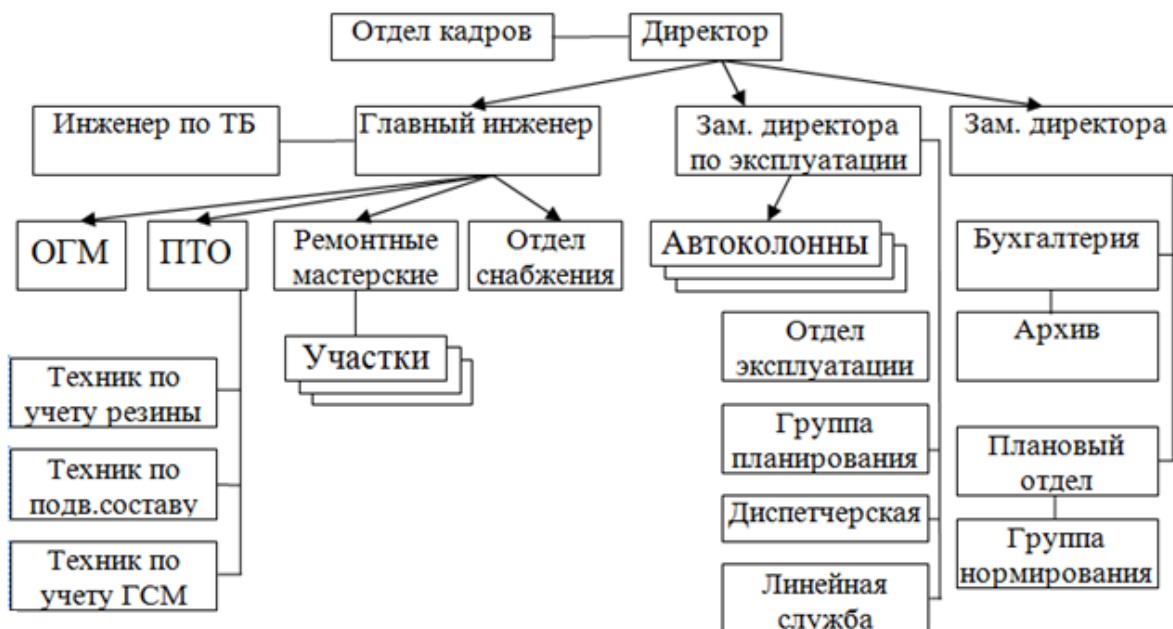 Отдел кадров
Директор
Инженер по ТБ
Главный инженер
Зам. директора
по эксплуатации
Зам. директора
ОГМ
ПТО
Ремонтные
мастерские
Отдел
снабжения
Автоколонны
Бухгалтерия
Участки
Отдел
эксплуатации
Архив
Техник по
учету резины
Группа
планирования
Плановый
отдел
Техник по
подв.составу
Диспетчерская
Группа
нормирования
Техник по
учету ГСМ
Линейная
служба